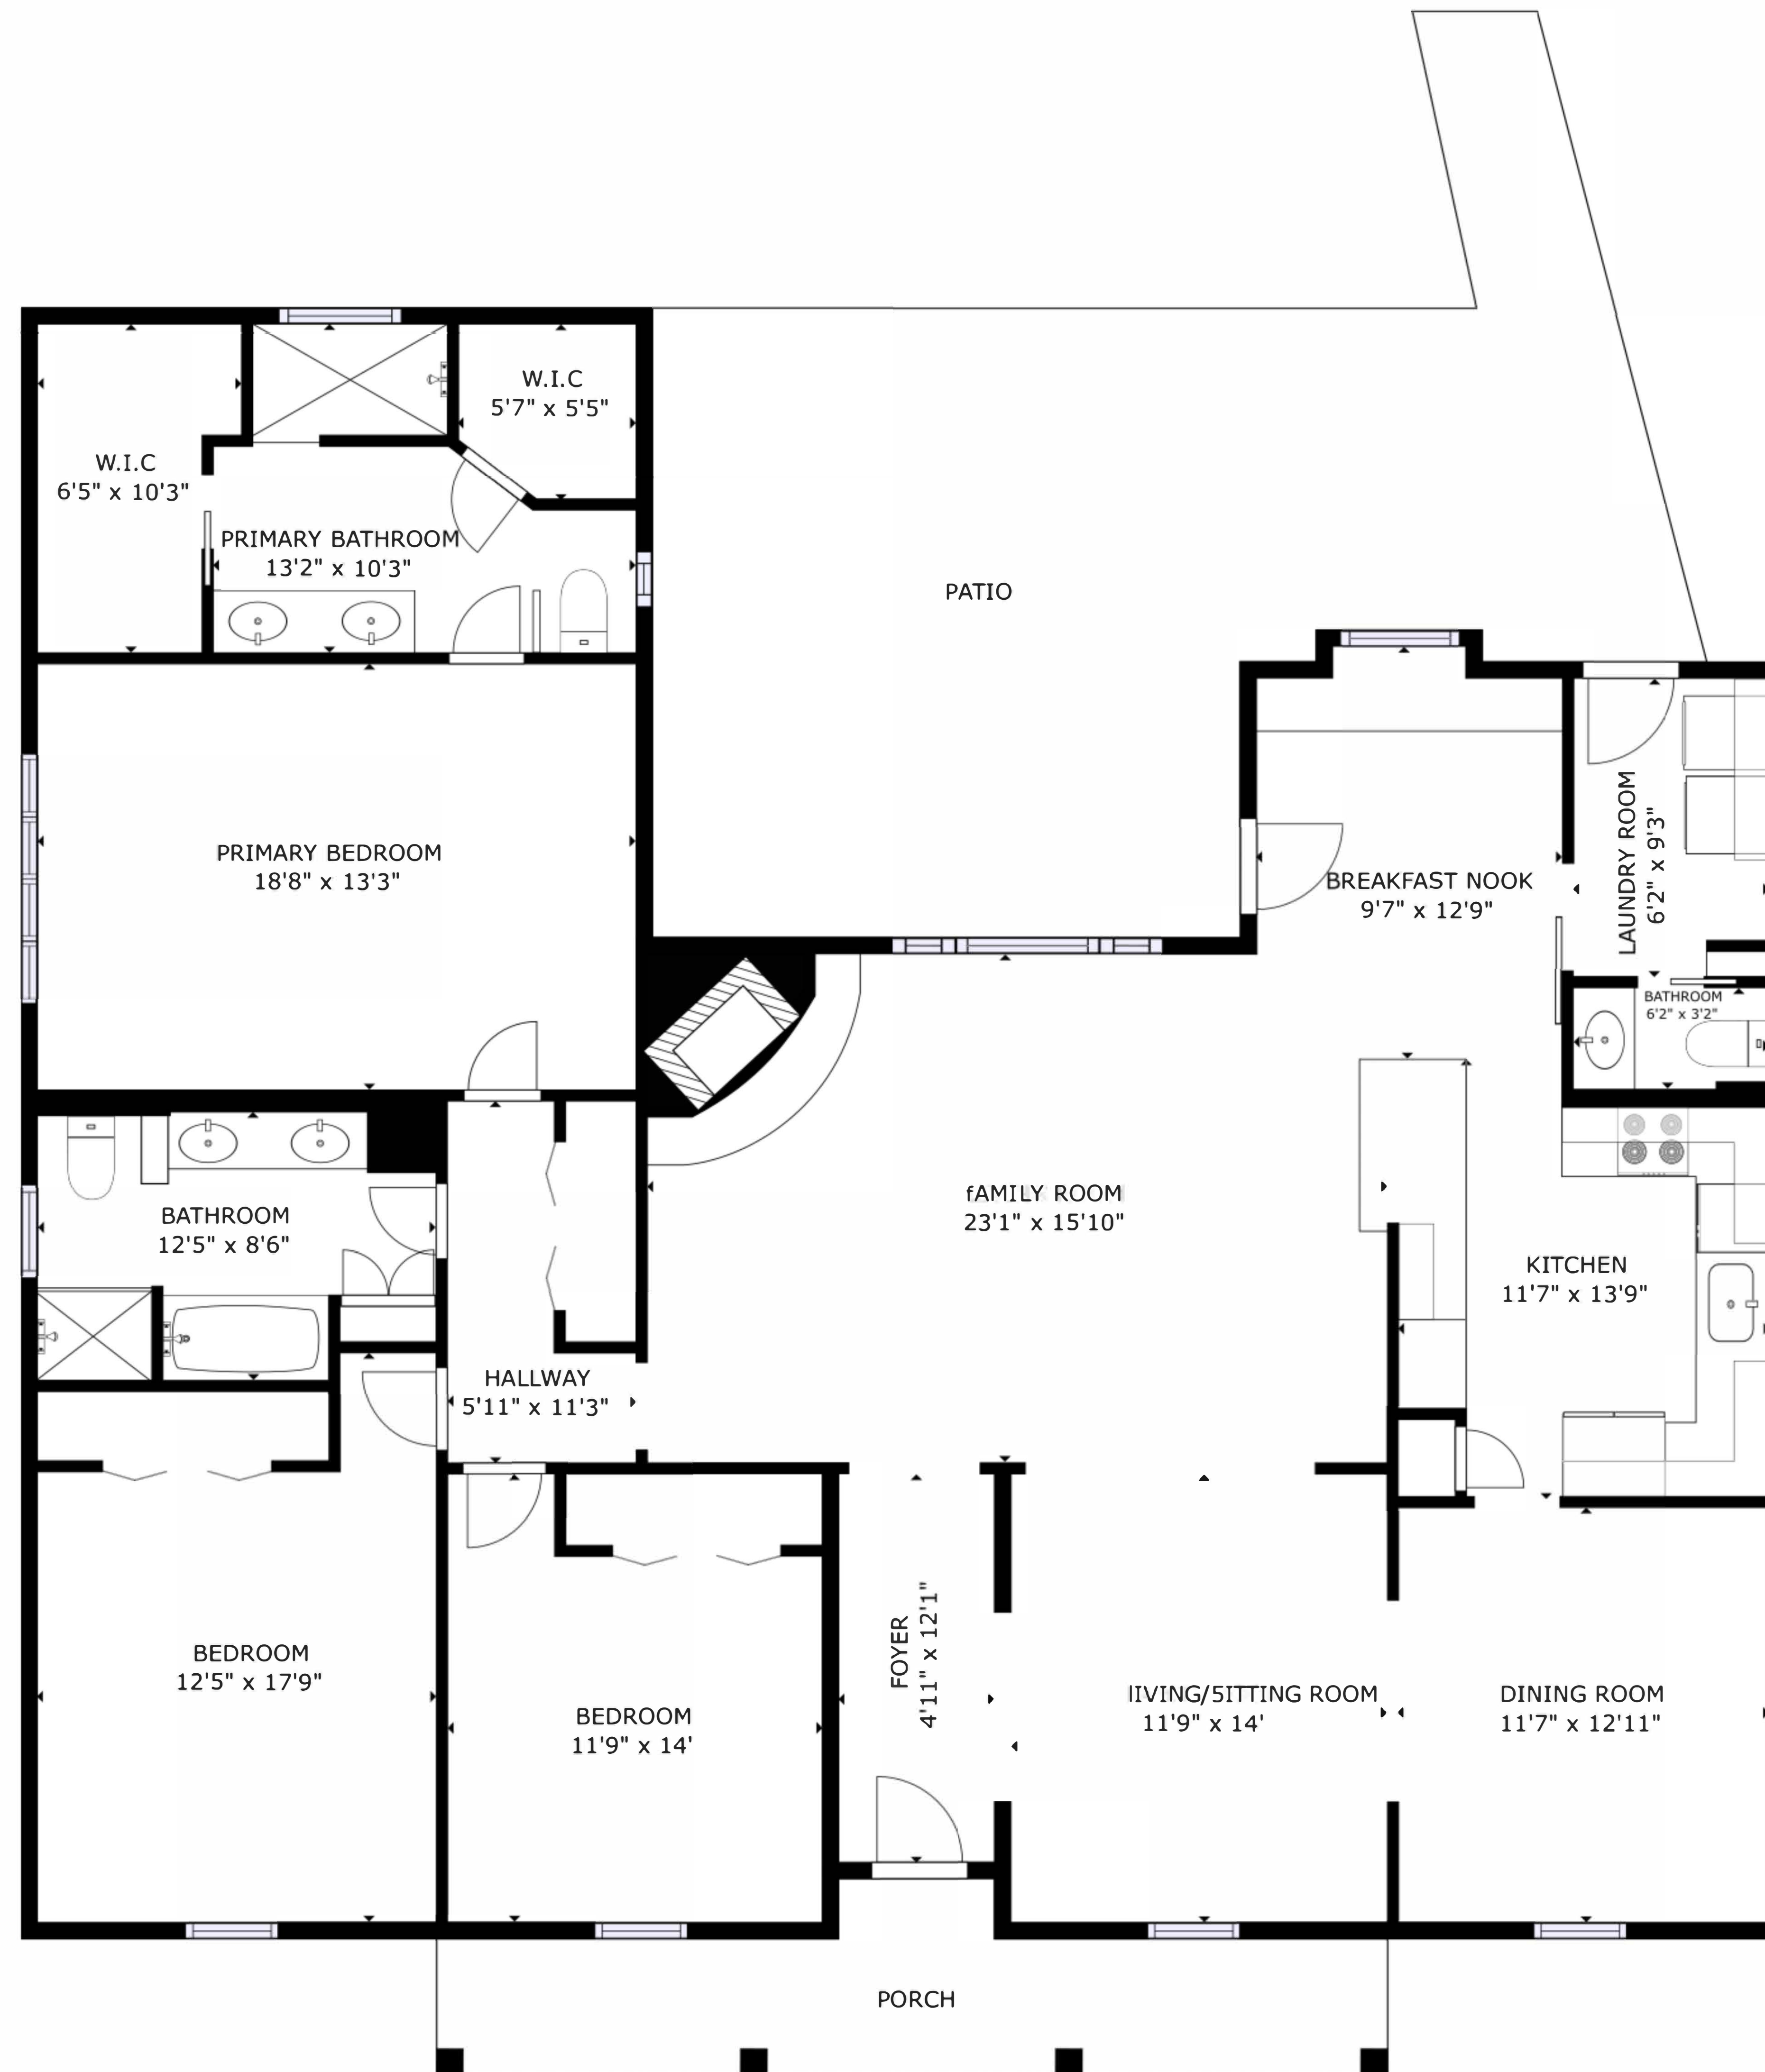 W.I.C
5'7" x 5'5"
W.I.C
6'5" x 10'3"
PRIMARY BATHROOM
13'2" x 10'3"
PATIO
PRIMARY BEDROOM
18'8" x 13'3"
BREAKFAST NOOK
9'7" x 12'9"
LAUNDRY ROOM
6'2" x 9'3"
BATHROOM
6'2" x 3'2"
BATHROOM
12'5" x 8'6"
fAMILY ROOM
23'1" x 15'10"
KITCHEN
11'7" x 13'9"
HALLWAY
5'11" x 11'3"
BEDROOM
12'5" x 17'9"
BEDROOM
11'9" x 14'
FOYER
4'11" x 12'1"
lIVING/5ITTING ROOM
11'9" x 14'
DINING ROOM
11'7" x 12'11"
PORCH